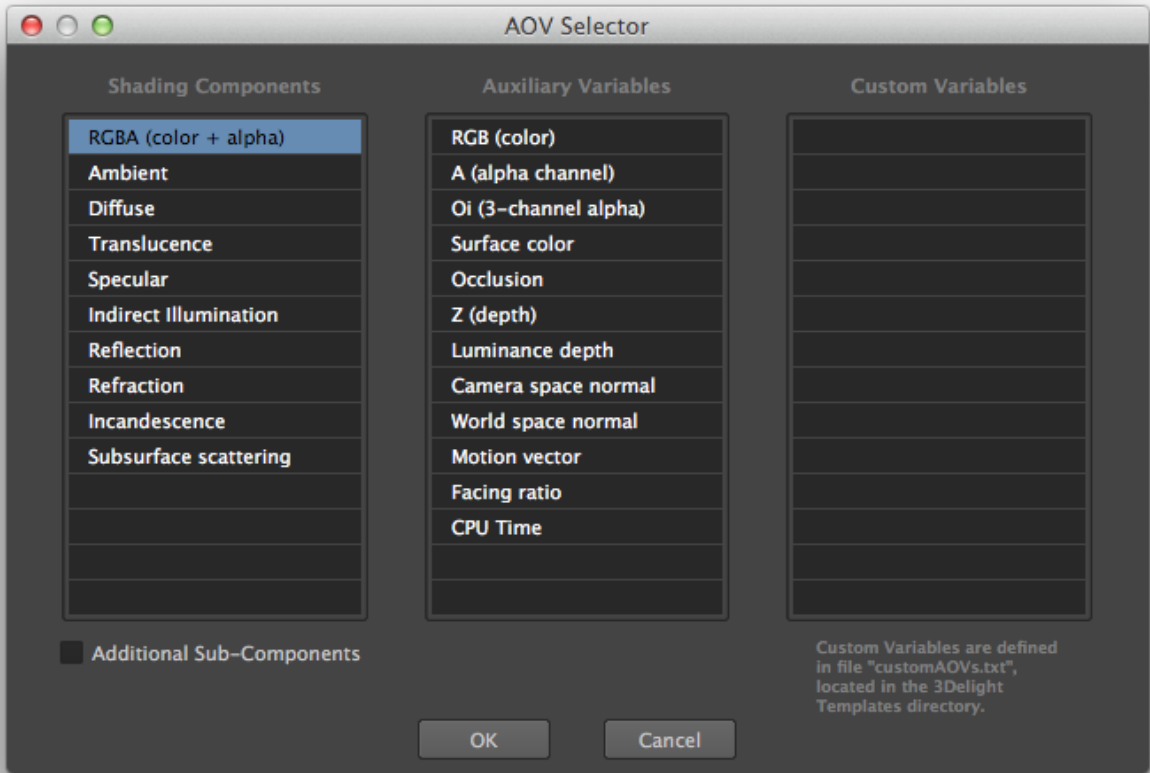 AOV Selector
Shading Components
RGBA (color + alpha)
Ambient
Diffuse
Translucence
Specular
Indirect Illumination
Reflection
Refraction
Incandescence
Subsurface scattering
Additional Sub-Components
Auxiliary Variables
RGB (color)
A (alpha channel)
Oi (3-channel alpha)
Surface color
Occlusion
Z (depth)
Luminance depth
Camera space normal
World space normal
Motion vector
Facing ratio
CPU Time
Custom Variables
Custom Variables are defined
in file "customAOVs.txt",
located in the 3Delight
Templates directory.
OK
Cancel